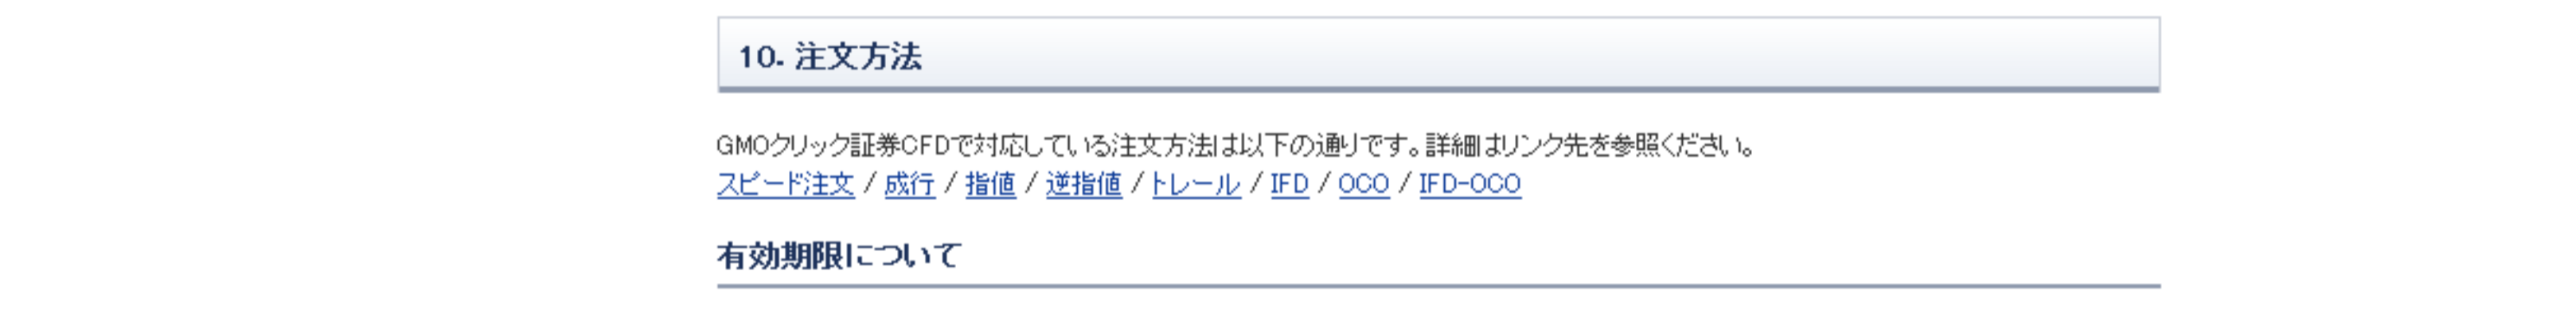 10. 注文方法
GMOクリック証券CFDで対応している注文方法は以下の通りです。詳細はリンク先を参照ください。
スピード注文 / 成行 / 指値 / 逆指値 / トレール / IFD / OCO / IFD-OCO
有効期限について